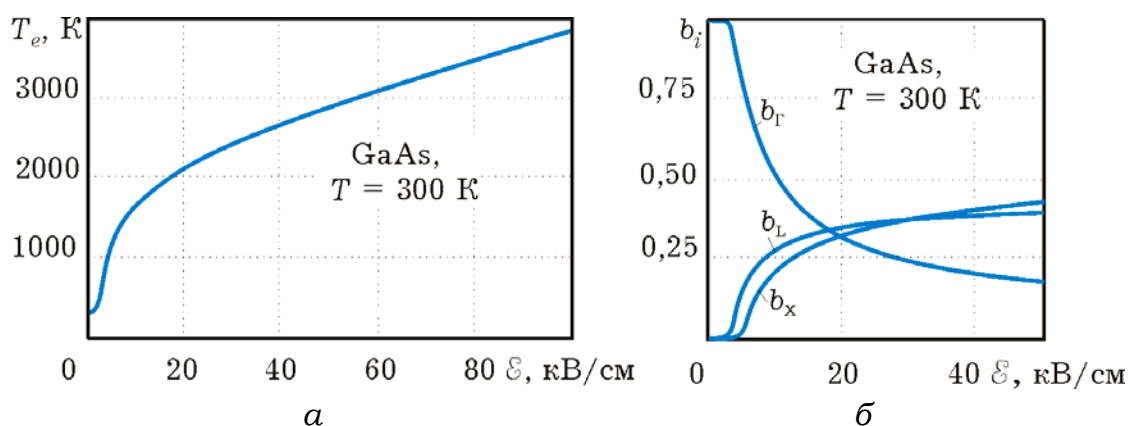 T_e, К
3000
2000
1000
GaAs,
T = 300 К
0 20 40 60 80 ℰ, кВ/см
а
b_i
0,75
0,50
0,25
GaAs,
T = 300 К
b_Г
b_L
b_X
0 20 40 ℰ, кВ/см
б